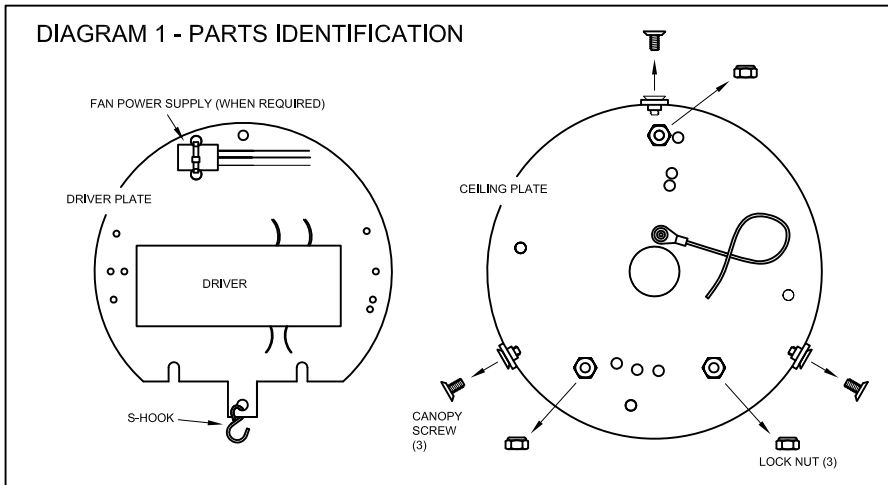 DIAGRAM 1 - PARTS IDENTIFICATION
FAN POWER SUPPLY (WHEN REQUIRED)
DRIVER PLATE
DRIVER
S-HOOK
CEILING PLATE
CANOPY
SCREW
(3)
LOCK NUT (3)